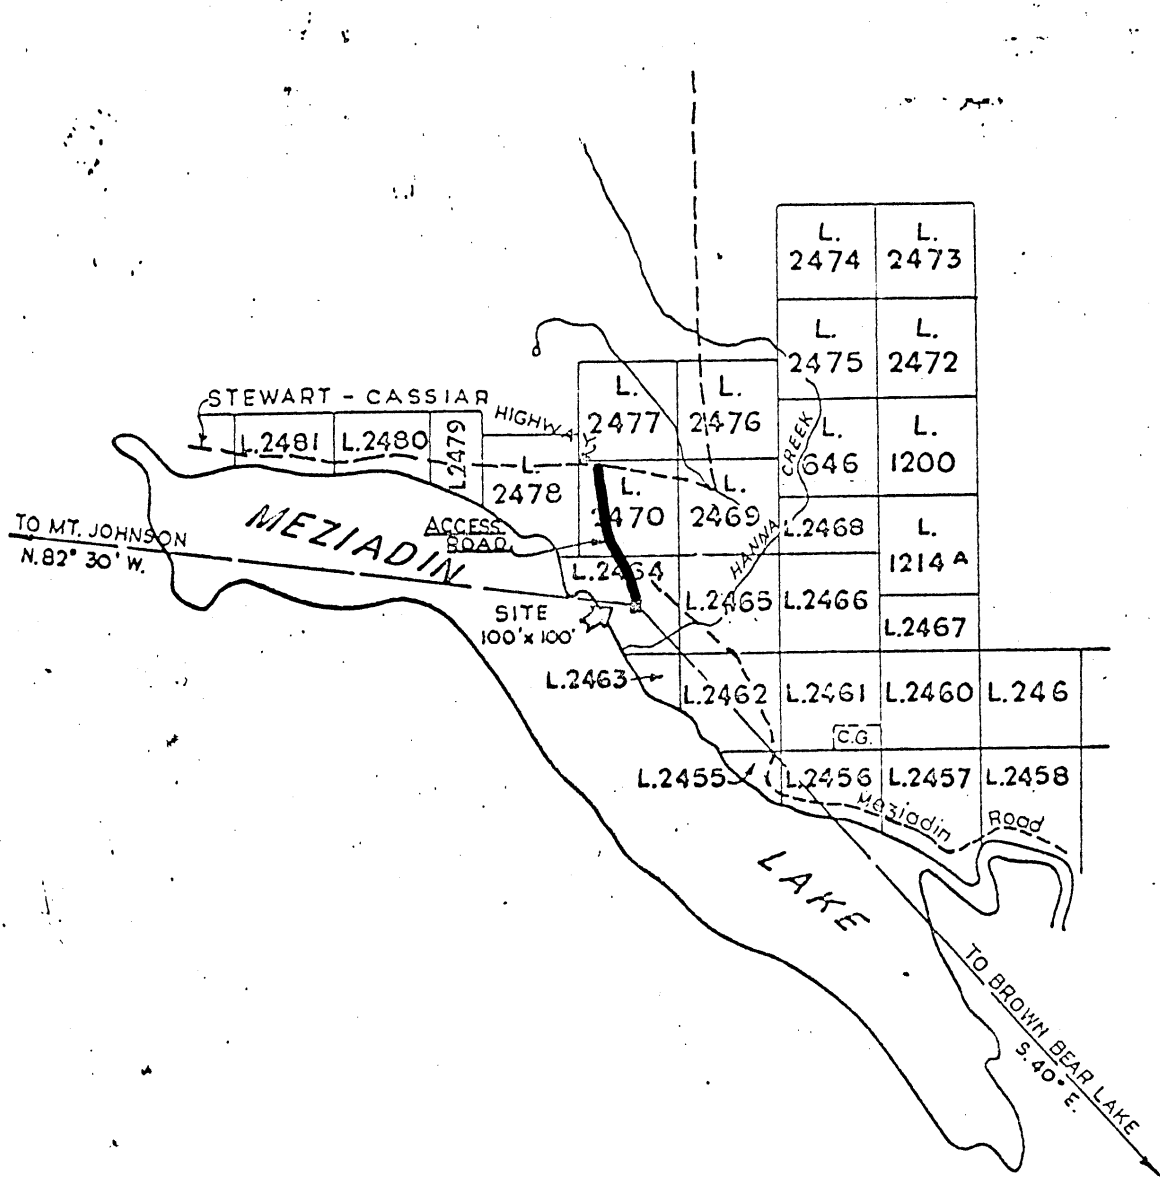 L.
2474
L.
2473
L.
2475
L.
2472
STEWART - CASSIAR
HIGHWAY
L.
2477
L.
2476
CREEK
L.
646
L.
1200
L.2481
L.2480
L.2479
L.
2478
L.
2470
L.
2469
L.2468
L.
1214 A
TO MT. JOHNSON
N.82° 30' W.
MEZIADIN
ACCESS
ROAD
HANNA
L.2464
L.2465
L.2466
L.2467
SITE
100' x 100'
L.2463
L.2462
L.2461
L.2460
L.246
C.G.
L.2455
L.2456
L.2457
L.2458
Meziadin Road
LAKE
TO BROWN BEAR LAKE
S. 40° E.